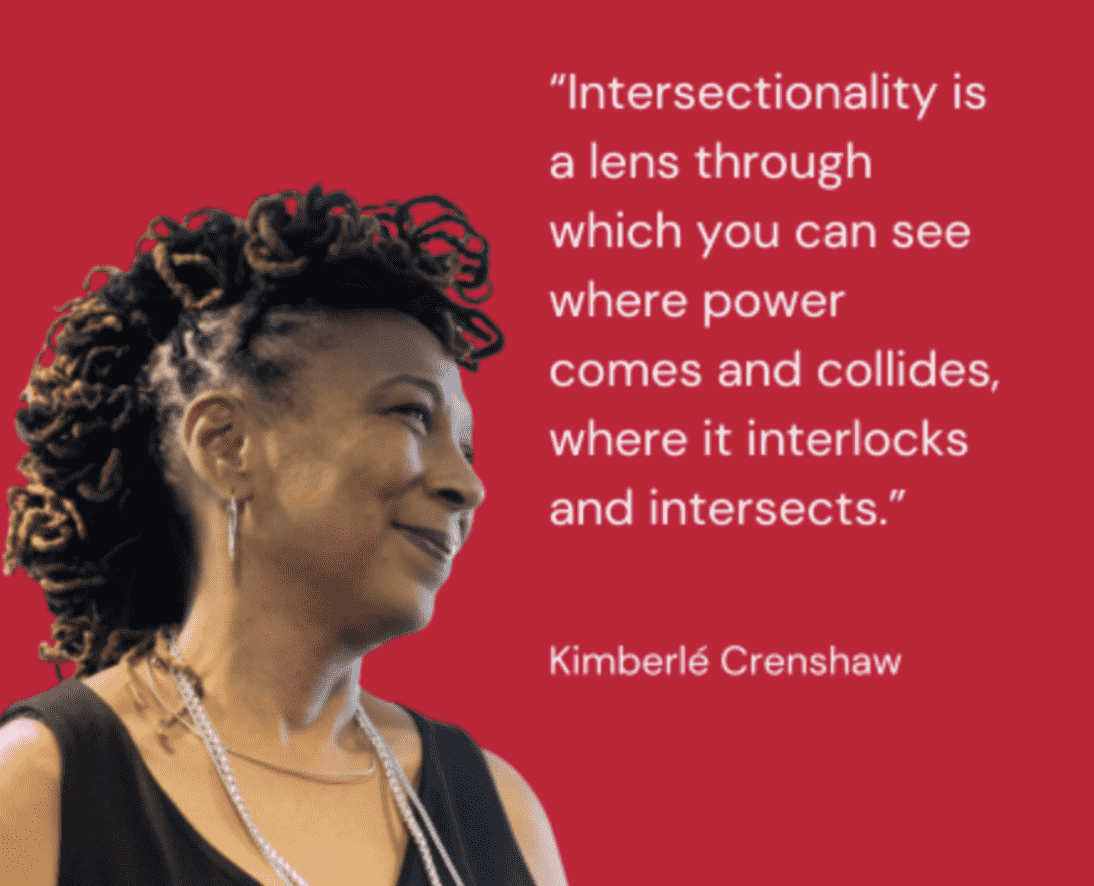 “Intersectionality is
a lens through
which you can see
where power
comes and collides,
where it interlocks
and intersects.”
Kimberlé Crenshaw